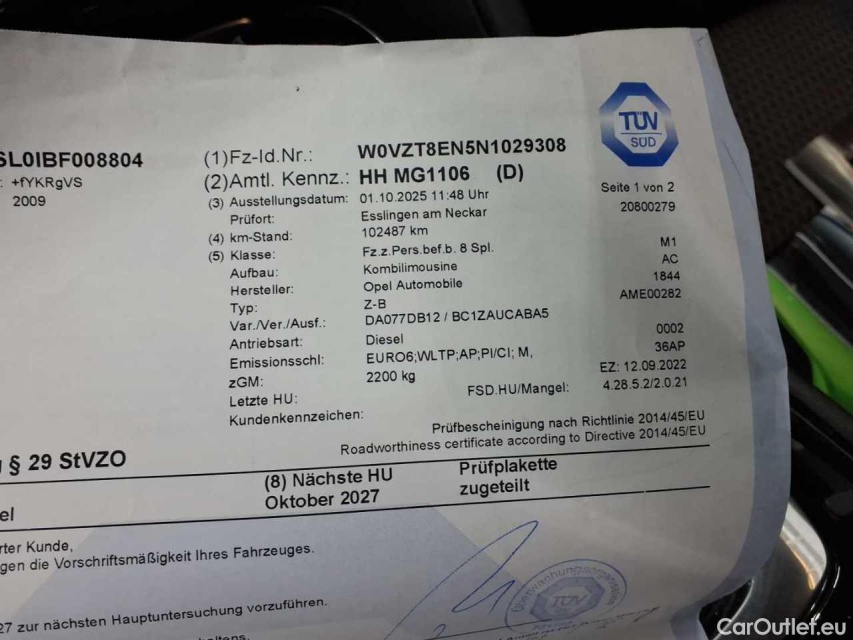 SL0IBF008804
: +fYKRgVS
2009
(1)Fz-Id.Nr.: W0VZT8EN5N1029308
(2)Amtl. Kennz.: HH MG1106 (D)
(3) Ausstellungsdatum: 01.10.2025 11:48 Uhr
Prüfort: Esslingen am Neckar
(4) km-Stand: 102487 km
(5) Klasse: Fz.z.Pers.bef.b. 8 Spl. M1
Aufbau: Kombilimousine AC
Hersteller: Opel Automobile 1844
Typ: Z-B AME00282
Var./Ver./Ausf.: DA077DB12 / BC1ZAUCABA5
Antriebsart: Diesel 0002
Emissionsschl: EURO6;WLTP;AP;PI/CI; M, 36AP
zGM: 2200 kg EZ: 12.09.2022
Letzte HU: FSD.HU/Mangel: 4.28.5.2/2.0.21
Kundenkennzeichen:
TÜV
SÜD
Seite 1 von 2
20800279
Prüfbescheinigung nach Richtlinie 2014/45/EU
Roadworthiness certificate according to Directive 2014/45/EU
§ 29 StVZO
(8) Nächste HU
Oktober 2027
Prüfplakette
zugeteilt
el
rter Kunde,
gen die Vorschriftsmäßigkeit Ihres Fahrzeuges.
27 zur nächsten Hauptuntersuchung vorzuführen.
TÜV
CarOutlet.eu